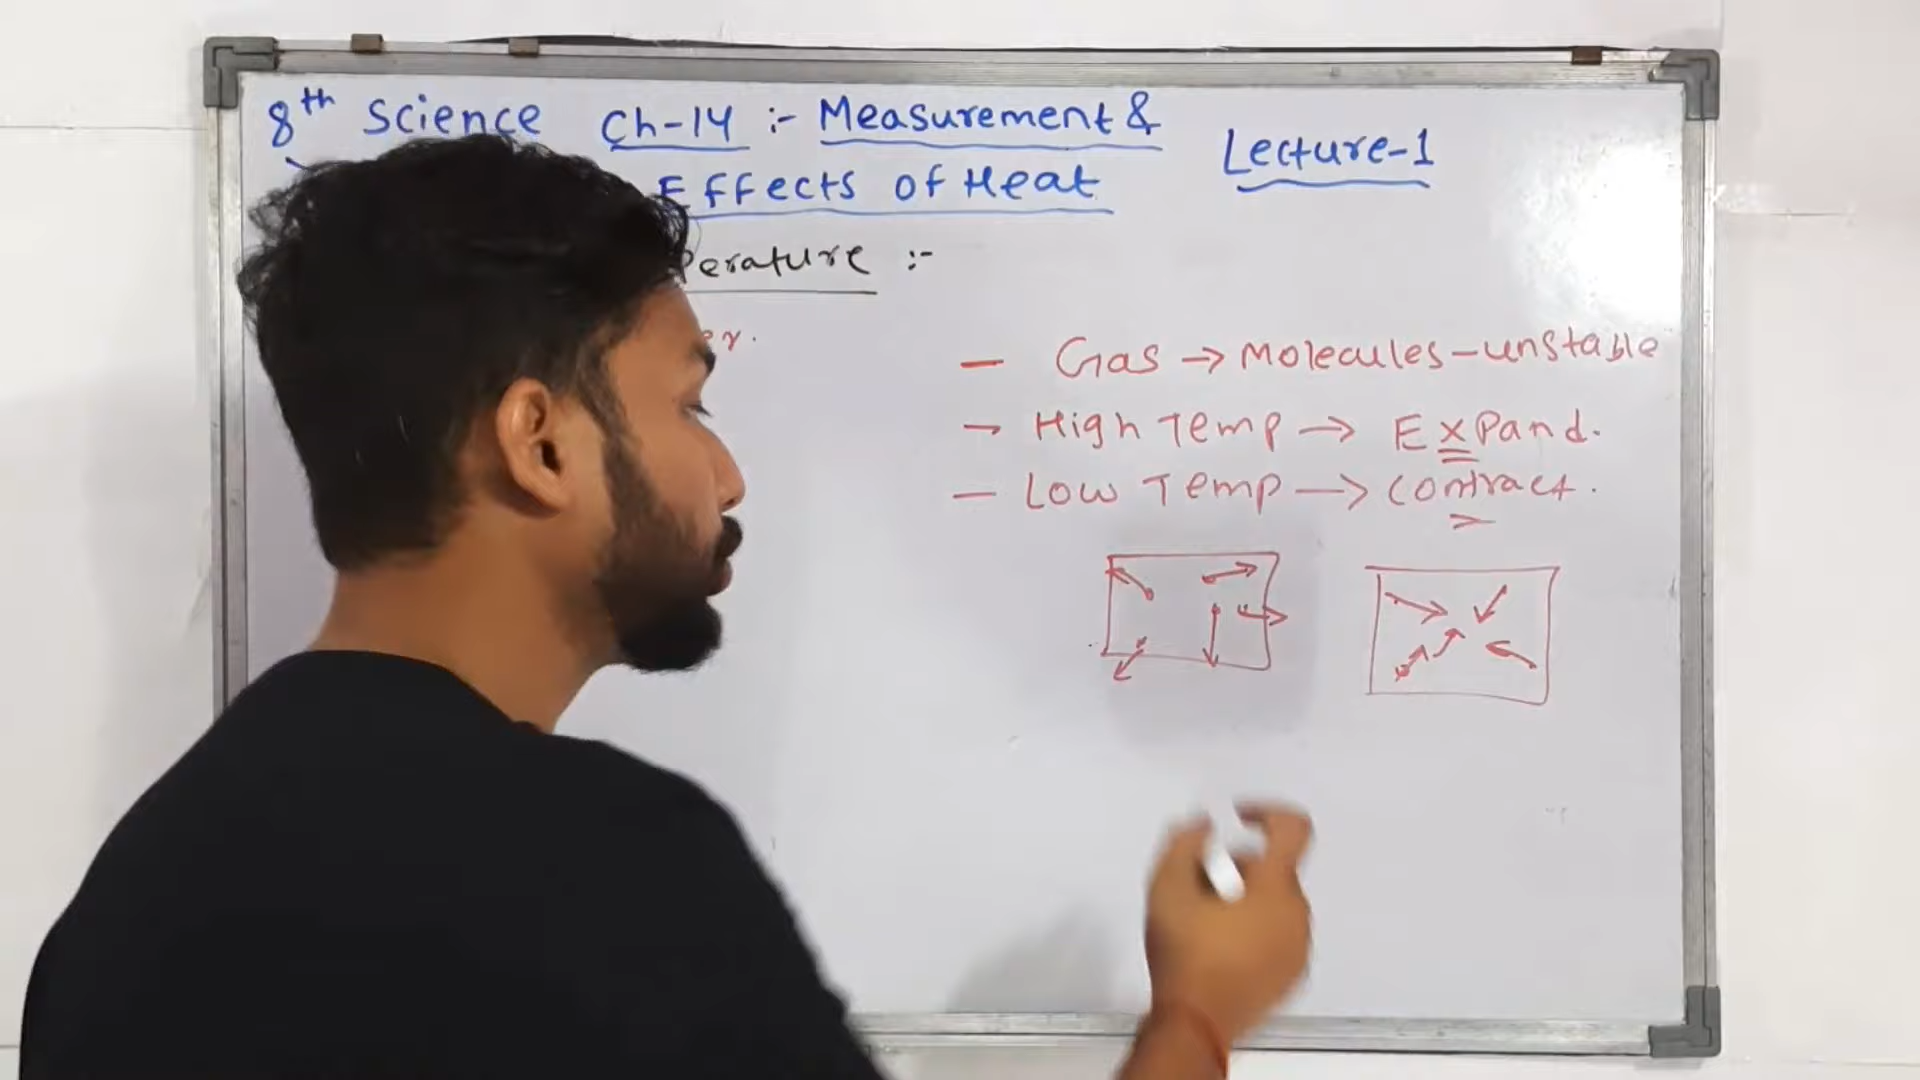 8th Science Ch-14 :- Measurement &
Effects of Heat
Lecture-1
perature :-
er.
— Gas → Molecules - unstable
– High Temp → Expand.
— Low Temp → contract.